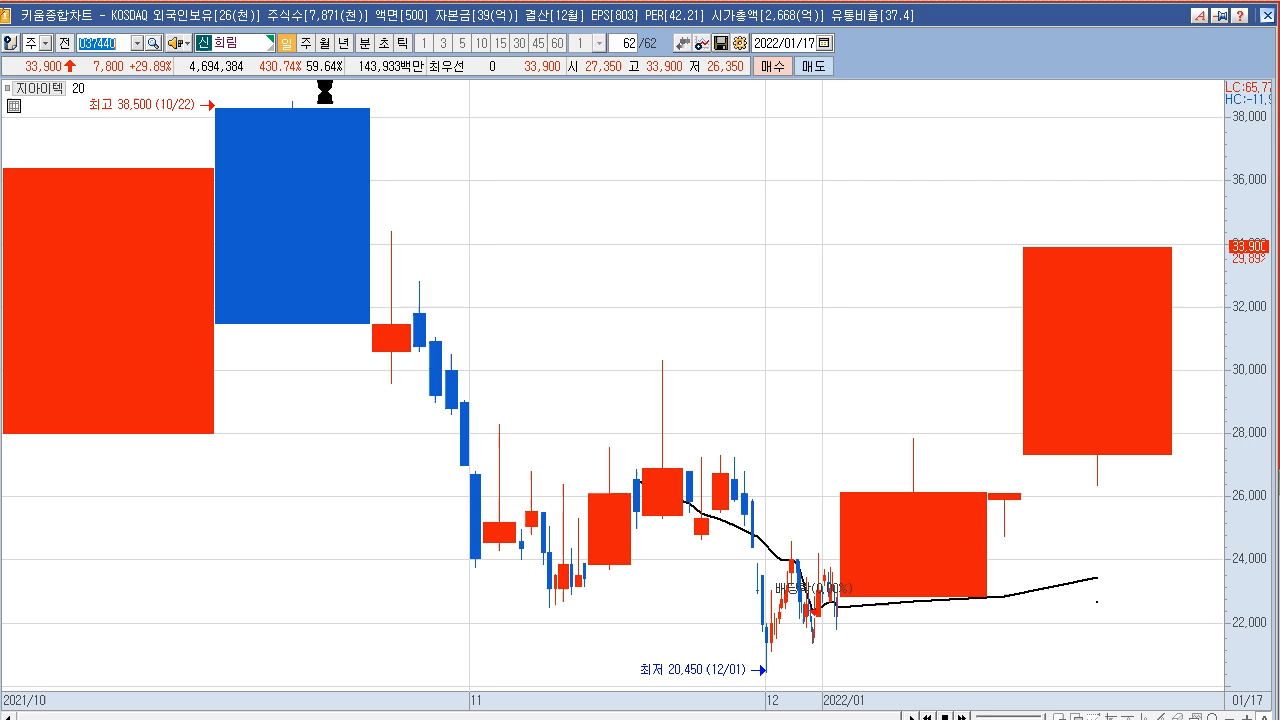 키움종합차트 - KOSDAQ 외국인보유[26(천)] 주식수[7,871(천)] 액면[500] 자본금[39(억)] 결산[12월] EPS[803] PER[42.21] 시가총액[2,668(억)] 유통비율[37.4]
주 전 037440 신 희림 일 주 월 년 분 초 틱 1 3 5 10 15 30 45 60 1 62 /62 2022/01/17
33,900 7,800 +29.89% 4,694,384 430.74% 59.64% 143,933백만 최우선 0 33,900 시 27,350 고 33,900 저 26,350 매수 매도
지아이텍 20
LC:65.77
HC:-11.9
최고 38,500 (10/22)
38,000
36,000
33,900
29.89%
32,000
30,000
28,000
26,000
24,000
22,000
최저 20,450 (12/01)
2021/10 11 12 2022/01 01/17